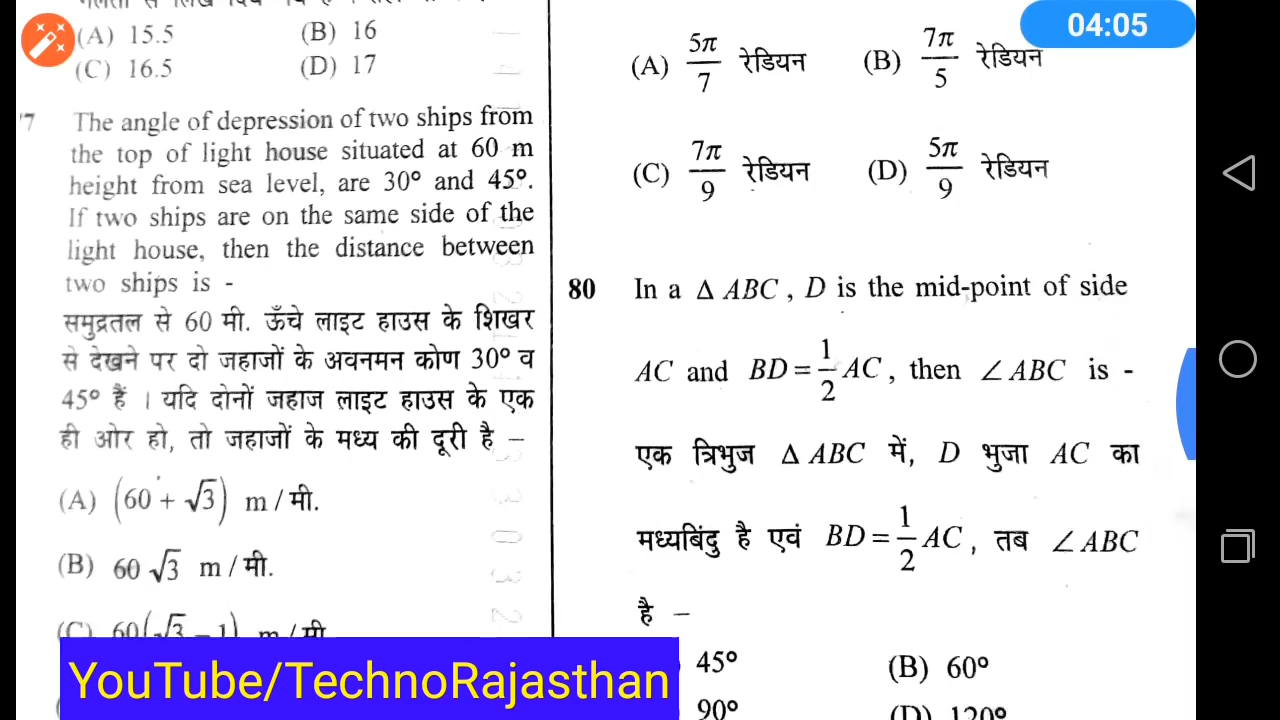 (A) 15.5 (B) 16
(C) 16.5 (D) 17
7 The angle of depression of two ships from
the top of light house situated at 60 m
height from sea level, are 30° and 45°.
If two ships are on the same side of the
light house, then the distance between
two ships is -
समुद्रतल से 60 मी. ऊँचे लाइट हाउस के शिखर
से देखने पर दो जहाजों के अवनमन कोण 30° व
45° हैं । यदि दोनों जहाज लाइट हाउस के एक
ही ओर हो, तो जहाजों के मध्य की दूरी है –
(A) (60 + √3) m / मी.
(B) 60 √3 m / मी.
(C) 60(√3 – 1) m / मी
YouTube/TechnoRajasthan
04:05
(A) 5π/7 रेडियन (B) 7π/5 रेडियन
(C) 7π/9 रेडियन (D) 5π/9 रेडियन
80 In a Δ ABC , D is the mid-point of side
AC and BD = 1/2 AC , then ∠ ABC is -
एक त्रिभुज Δ ABC में, D भुजा AC का
मध्यबिंदु है एवं BD = 1/2 AC , तब ∠ ABC
है –
45° (B) 60°
90° (D) 120°